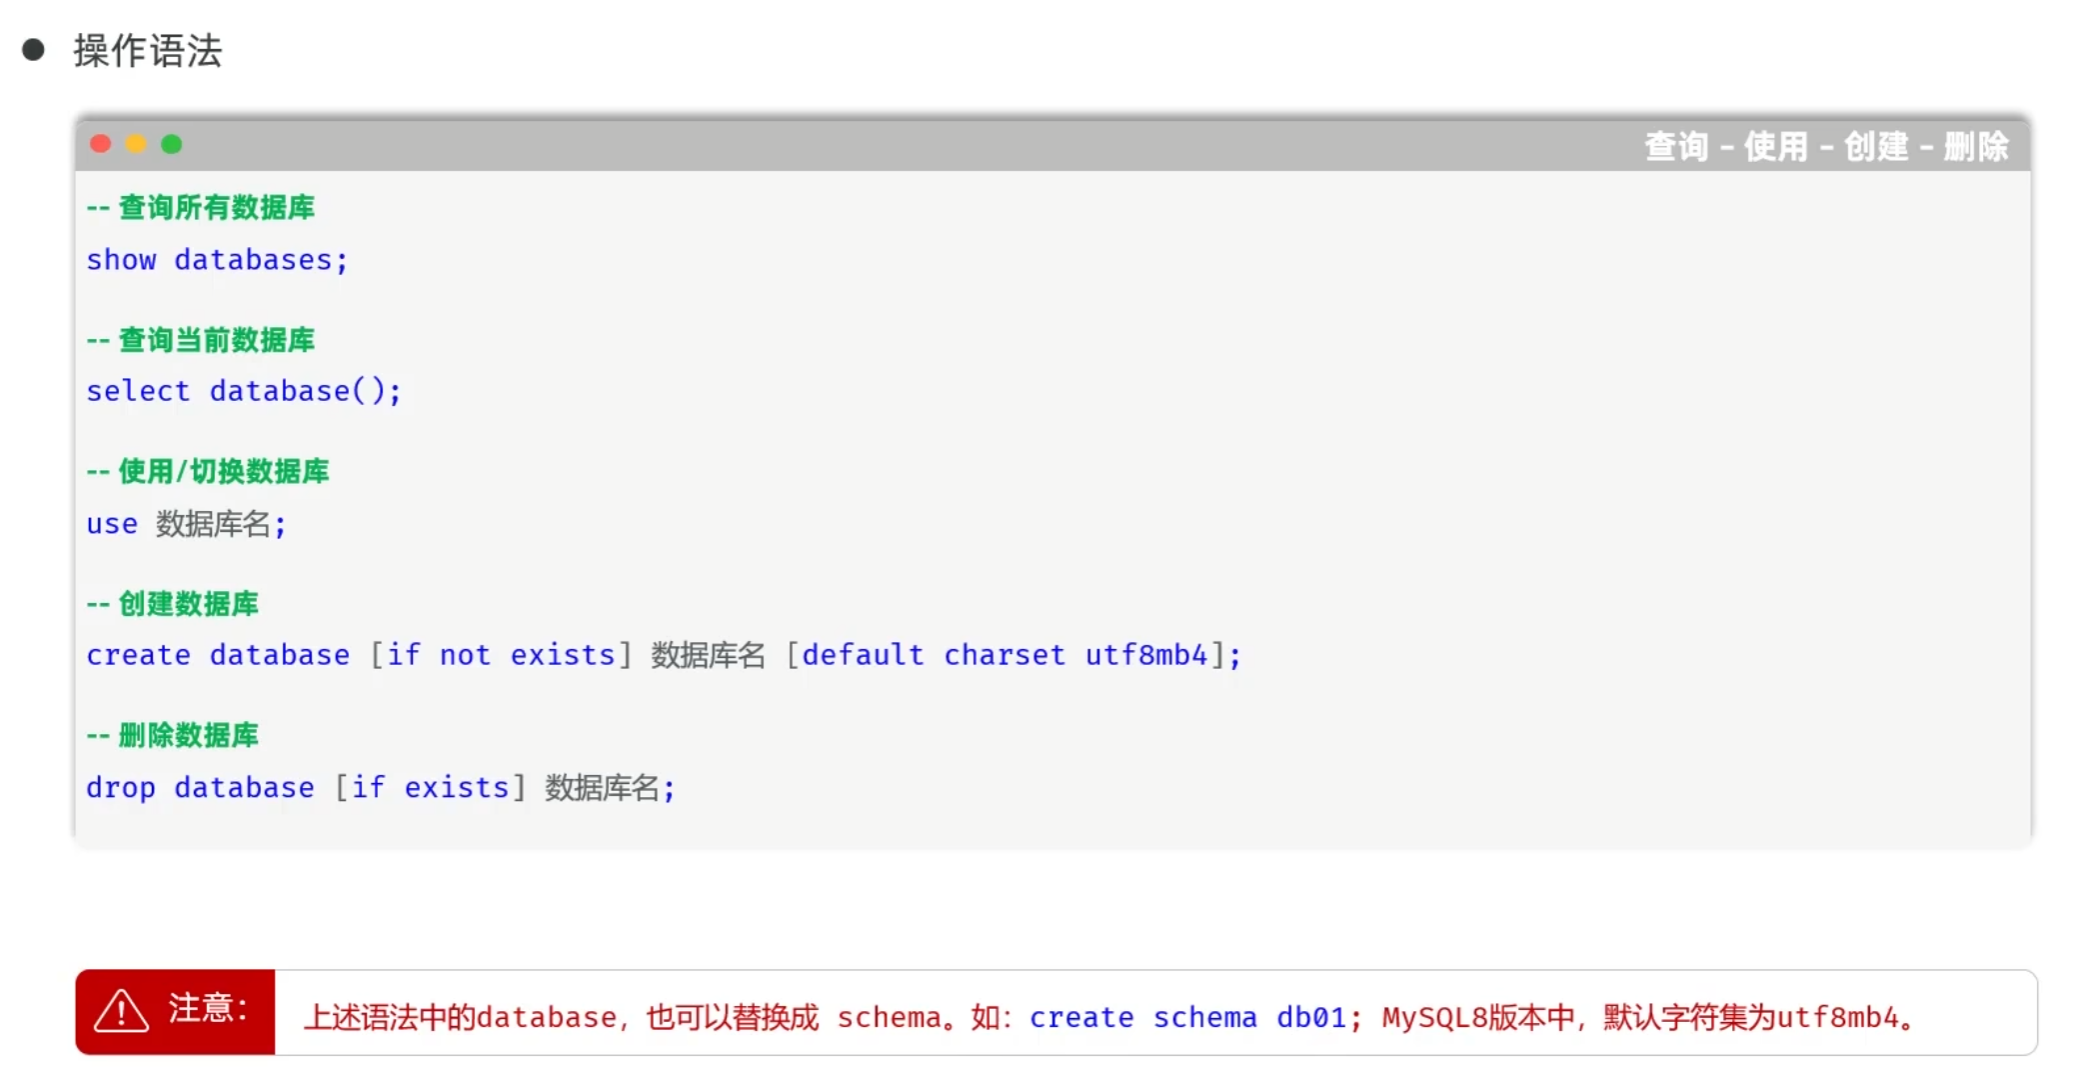 操作语法
查询 – 使用 – 创建 – 删除
-- 查询所有数据库
show databases;
-- 查询当前数据库
select database();
-- 使用/切换数据库
use 数据库名;
-- 创建数据库
create database [if not exists] 数据库名 [default charset utf8mb4];
-- 删除数据库
drop database [if exists] 数据库名;
注意：
上述语法中的database，也可以替换成 schema。如：create schema db01; MySQL8版本中，默认字符集为utf8mb4。